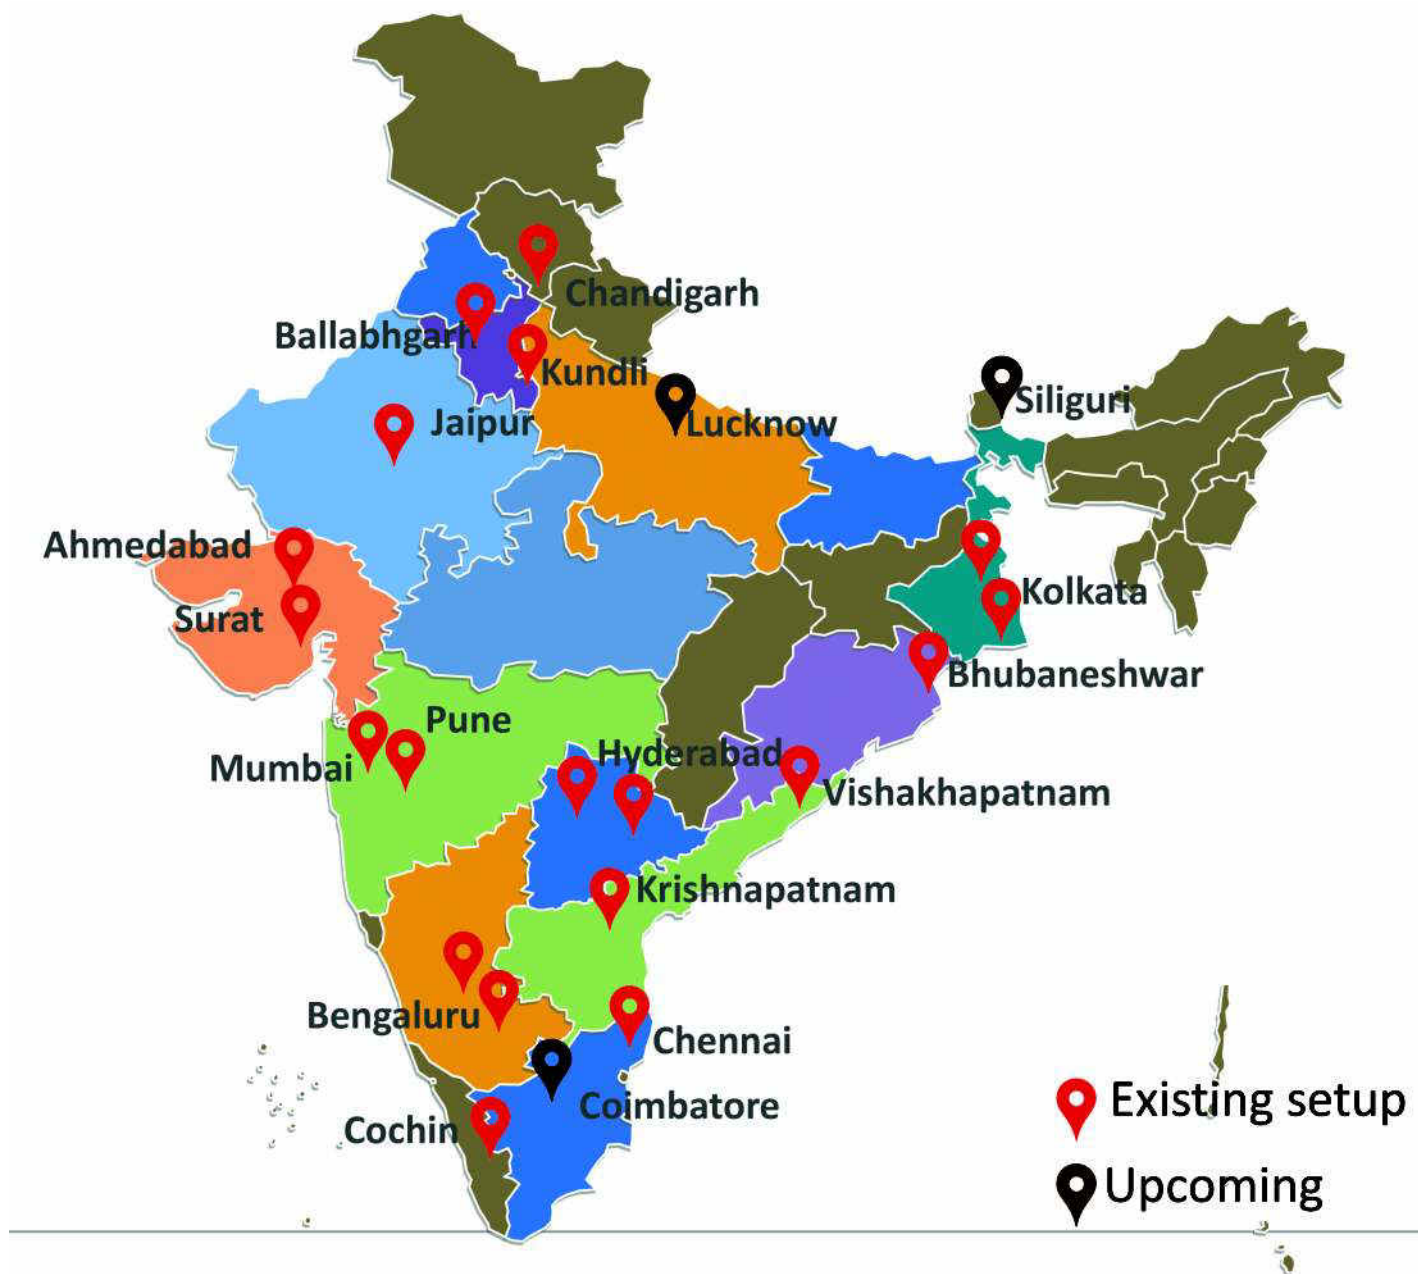 Chandigarh
Ballabhgarh
Kundli
Siliguri
Jaipur
Lucknow
Ahmedabad
Kolkata
Surat
Bhubaneshwar
Pune
Hyderabad
Mumbai
Vishakhapatnam
Krishnapatnam
Bengaluru
Chennai
Existing setup
Coimbatore
Cochin
Upcoming